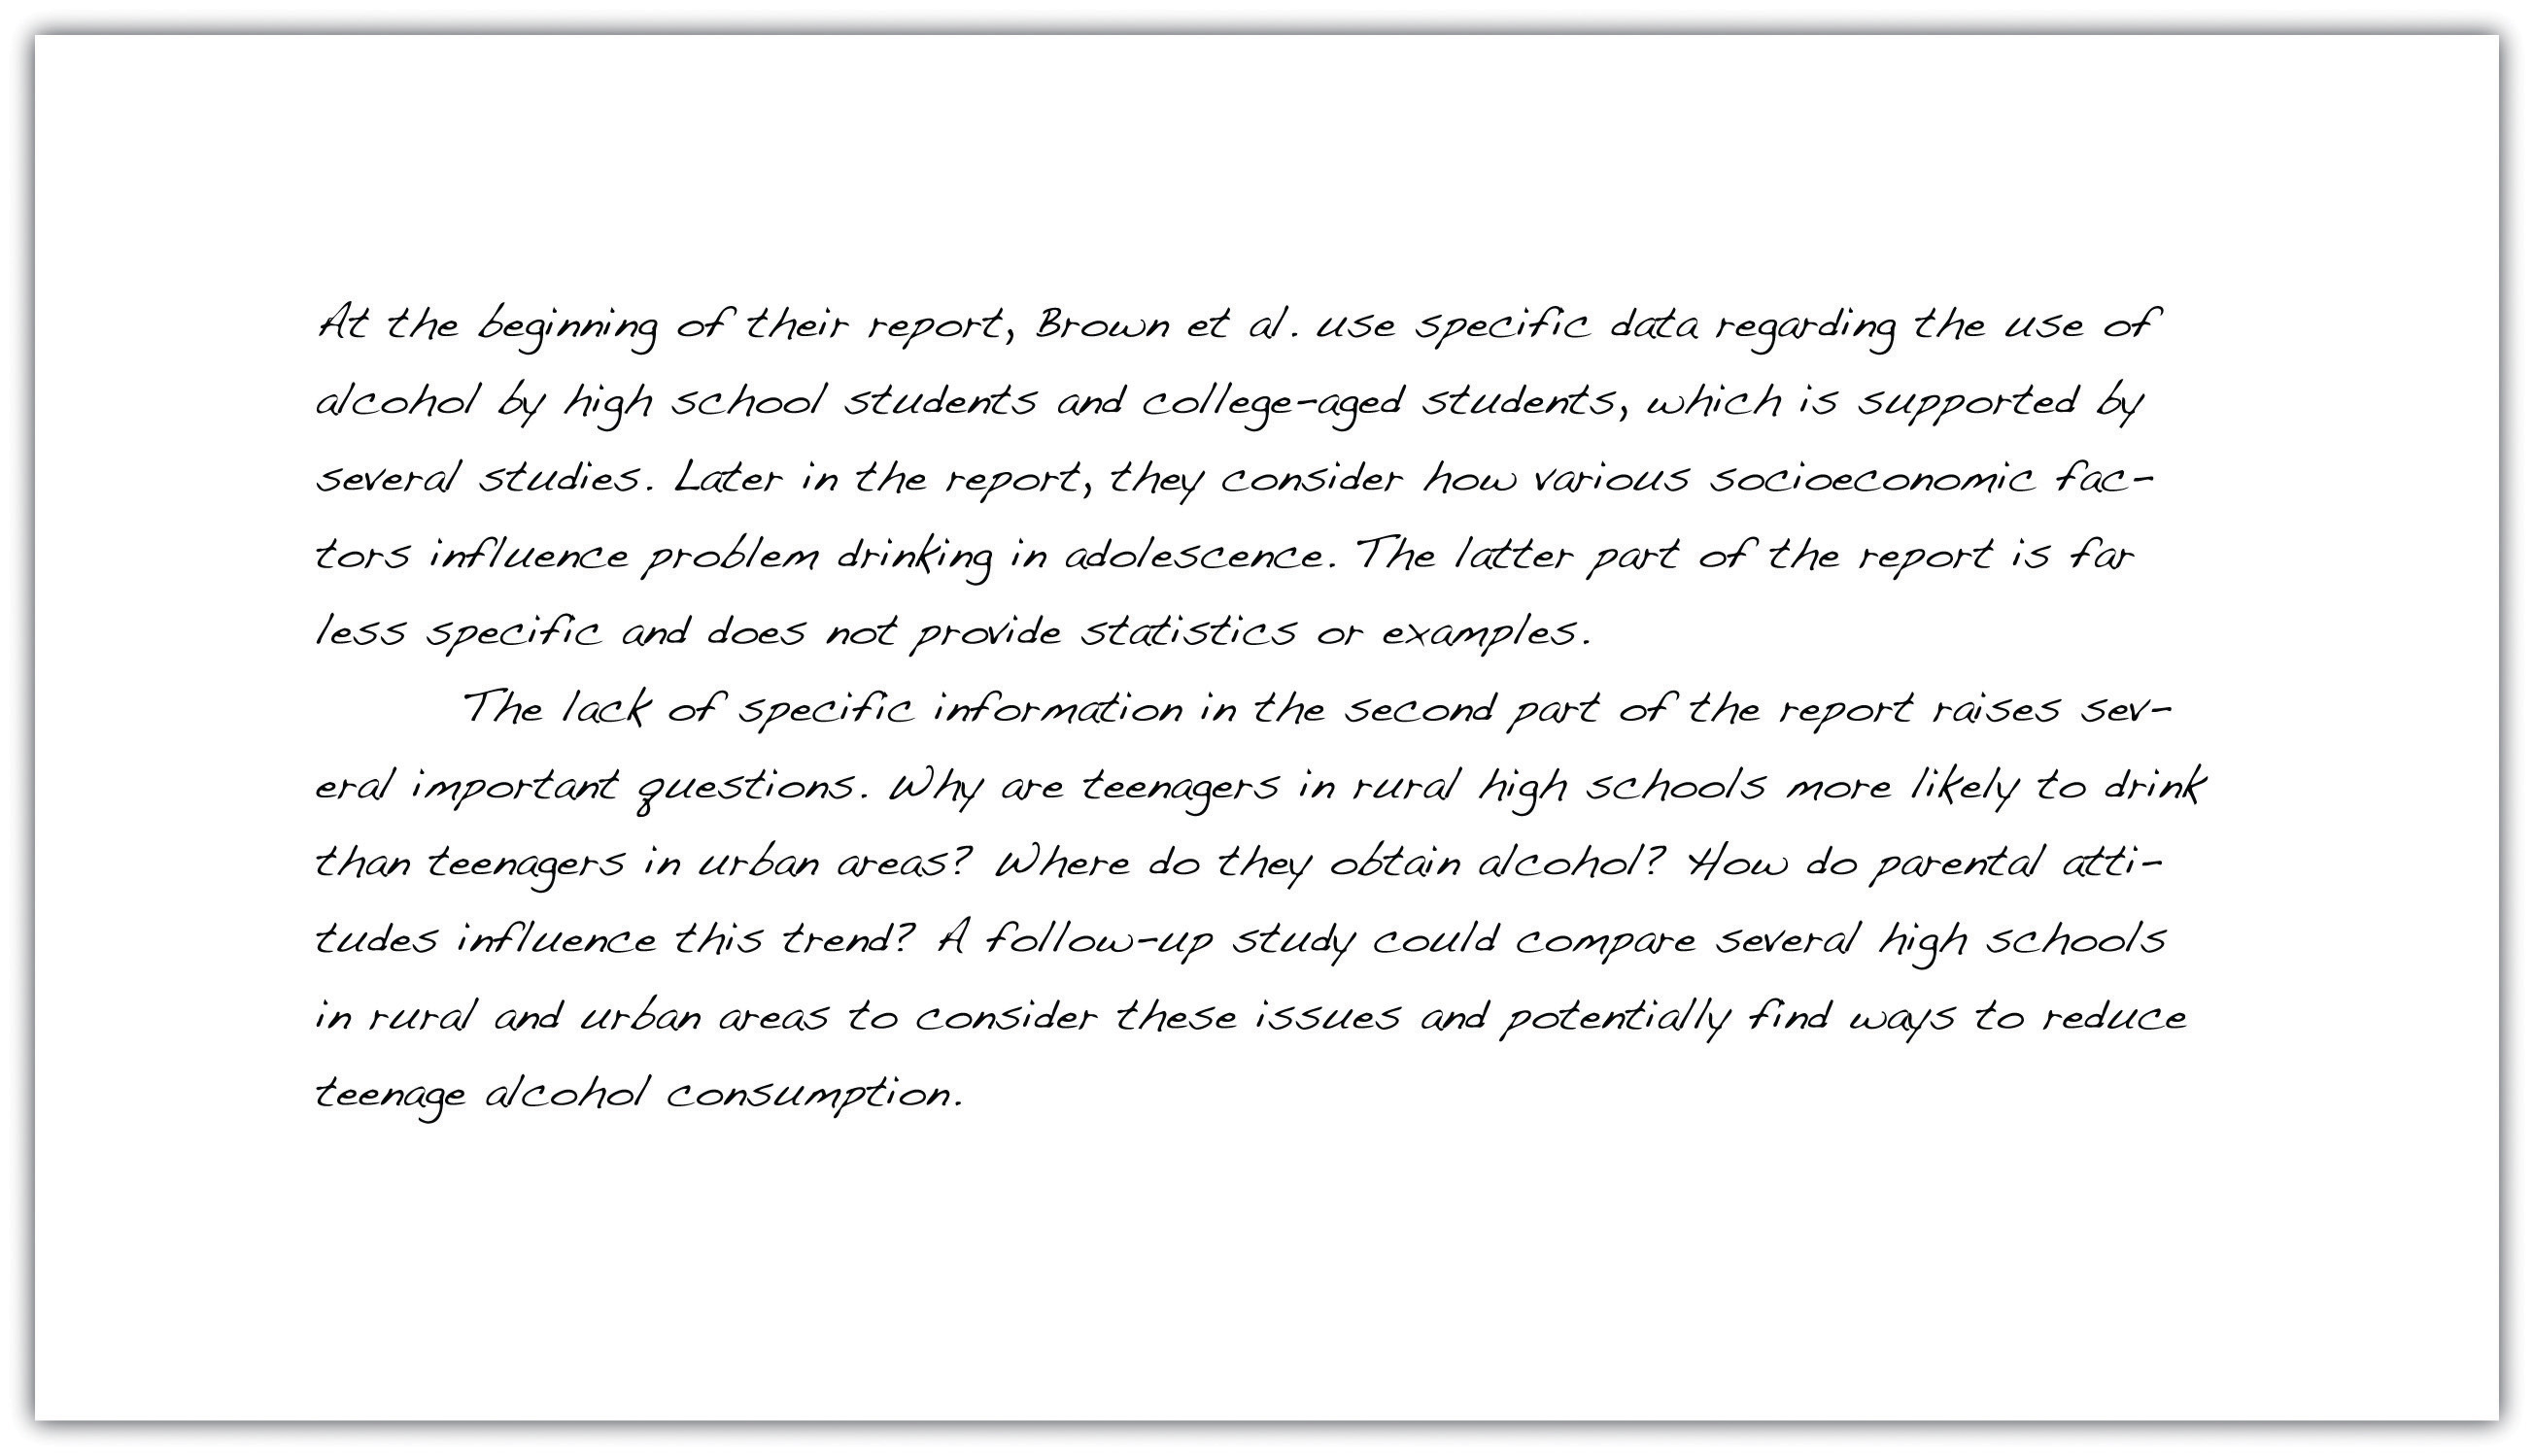 At the beginning of their report, Brown et al. use specific data regarding the use of
alcohol by high school students and college-aged students, which is supported by
several studies. Later in the report, they consider how various socioeconomic fac-
tors influence problem drinking in adolescence. The latter part of the report is far
less specific and does not provide statistics or examples.
The lack of specific information in the second part of the report raises sev-
eral important questions. Why are teenagers in rural high schools more likely to drink
than teenagers in urban areas? Where do they obtain alcohol? How do parental atti-
tudes influence this trend? A follow-up study could compare several high schools
in rural and urban areas to consider these issues and potentially find ways to reduce
teenage alcohol consumption.